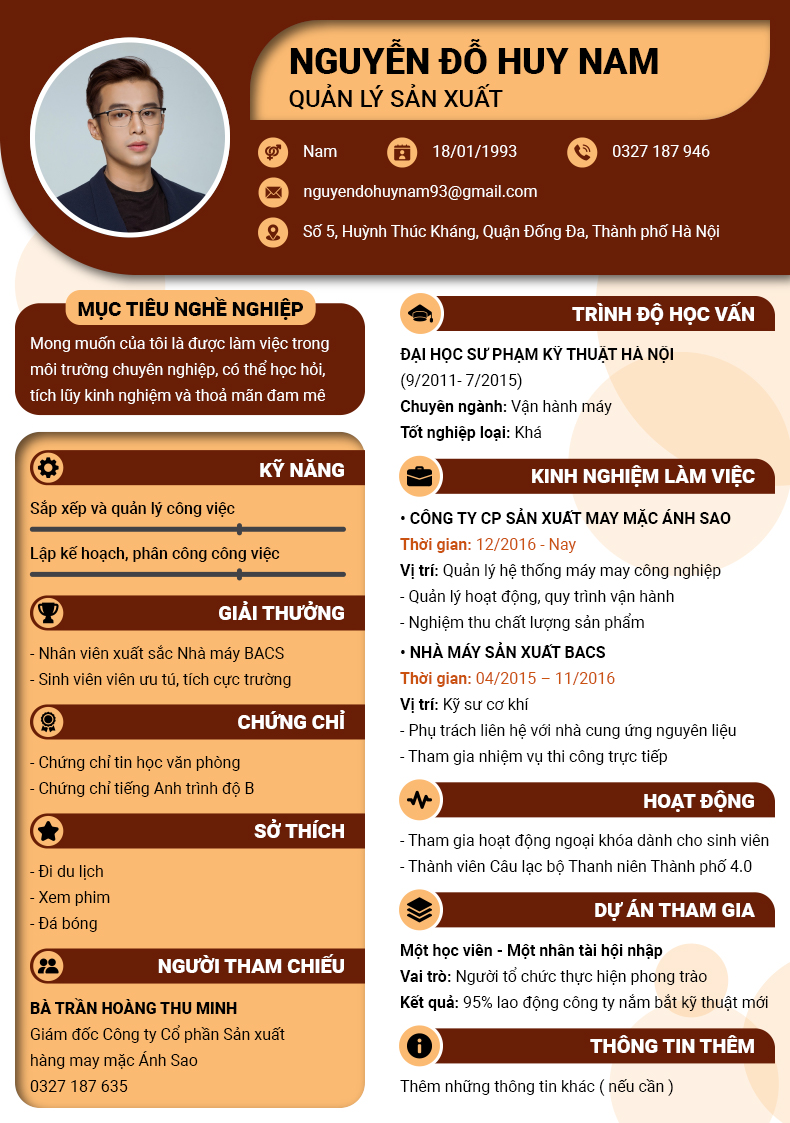 NGUYỄN ĐỖ HUY NAM
QUẢN LÝ SẢN XUẤT
Nam
18/01/1993
0327 187 946
nguyendohuynam93@gmail.com
Số 5, Huỳnh Thúc Kháng, Quận Đống Đa, Thành phố Hà Nội
MỤC TIÊU NGHỀ NGHIỆP
Mong muốn của tôi là được làm việc trong
môi trường chuyên nghiệp, có thể học hỏi,
tích lũy kinh nghiệm và thoả mãn đam mê
KỸ NĂNG
Sắp xếp và quản lý công việc
Lập kế hoạch, phân công công việc
GIẢI THƯỞNG
- Nhân viên xuất sắc Nhà máy BACS
- Sinh viên viên ưu tú, tích cực trường
CHỨNG CHỈ
- Chứng chỉ tin học văn phòng
- Chứng chỉ tiếng Anh trình độ B
SỞ THÍCH
- Đi du lịch
- Xem phim
- Đá bóng
NGƯỜI THAM CHIẾU
BÀ TRẦN HOÀNG THU MINH
Giám đốc Công ty Cổ phần Sản xuất
hàng may mặc Ánh Sao
0327 187 635
TRÌNH ĐỘ HỌC VẤN
ĐẠI HỌC SƯ PHẠM KỸ THUẬT HÀ NỘI
(9/2011- 7/2015)
Chuyên ngành: Vận hành máy
Tốt nghiệp loại: Khá
KINH NGHIỆM LÀM VIỆC
• CÔNG TY CP SẢN XUẤT MAY MẶC ÁNH SAO
Thời gian: 12/2016 - Nay
Vị trí: Quản lý hệ thống máy may công nghiệp
- Quản lý hoạt động, quy trình vận hành
- Nghiệm thu chất lượng sản phẩm
• NHÀ MÁY SẢN XUẤT BACS
Thời gian: 04/2015 – 11/2016
Vị trí: Kỹ sư cơ khí
- Phụ trách liên hệ với nhà cung ứng nguyên liệu
- Tham gia nhiệm vụ thi công trực tiếp
HOẠT ĐỘNG
- Tham gia hoạt động ngoại khóa dành cho sinh viên
- Thành viên Câu lạc bộ Thanh niên Thành phố 4.0
DỰ ÁN THAM GIA
Một học viên - Một nhân tài hội nhập
Vai trò: Người tổ chức thực hiện phong trào
Kết quả: 95% lao động công ty nắm bắt kỹ thuật mới
THÔNG TIN THÊM
Thêm những thông tin khác ( nếu cần )